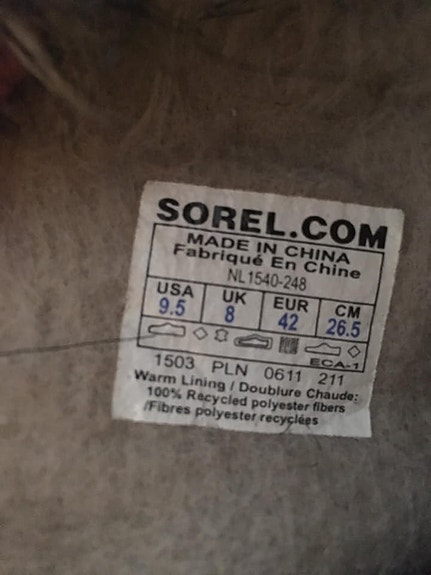 SOREL.COM
MADE IN CHINA
Fabriqué En Chine
NL1540-248
USA UK EUR CM
9.5 8 42 26.5
ECA-1
1503 PLN 0611 211
Warm Lining / Doublure Chaude:
100% Recycled polyester fibers
/Fibres polyester recyclées